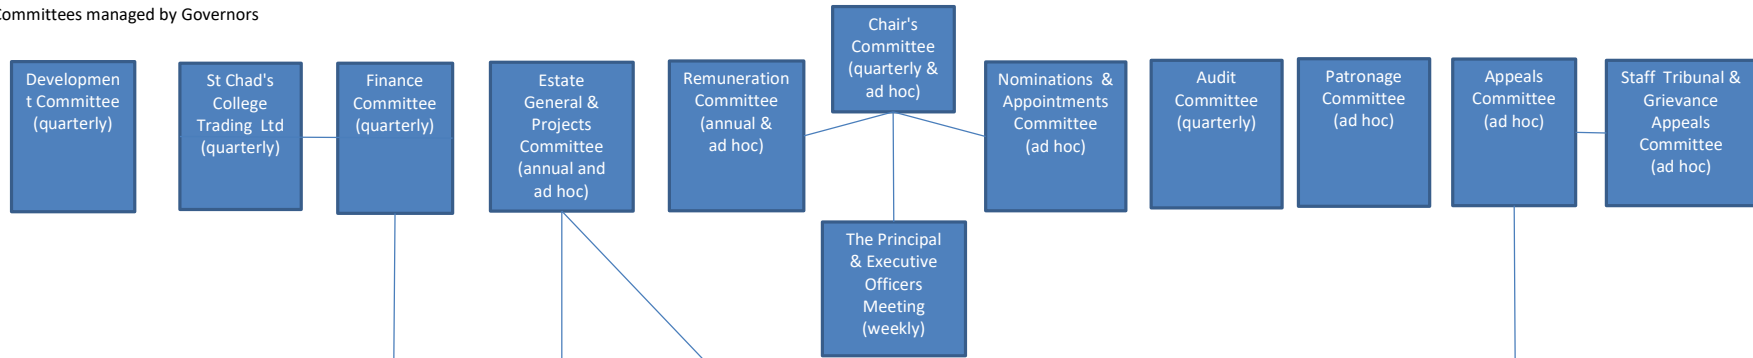 Committees managed by Governors
Developmen
t Committee
(quarterly)
St Chad's
College
Trading Ltd
(quarterly)
Finance
Committee
(quarterly)
Estate
General &
Projects
Committee
(annual and
ad hoc)
Remuneration
Committee
(annual &
ad hoc)
Chair's
Committee
(quarterly &
ad hoc)
The Principal
& Executive
Officers
Meeting
(weekly)
Nominations &
Appointments
Committee
(ad hoc)
Audit
Committee
(quarterly)
Patronage
Committee
(ad hoc)
Appeals
Committee
(ad hoc)
Staff Tribunal &
Grievance
Appeals
Committee
(ad hoc)